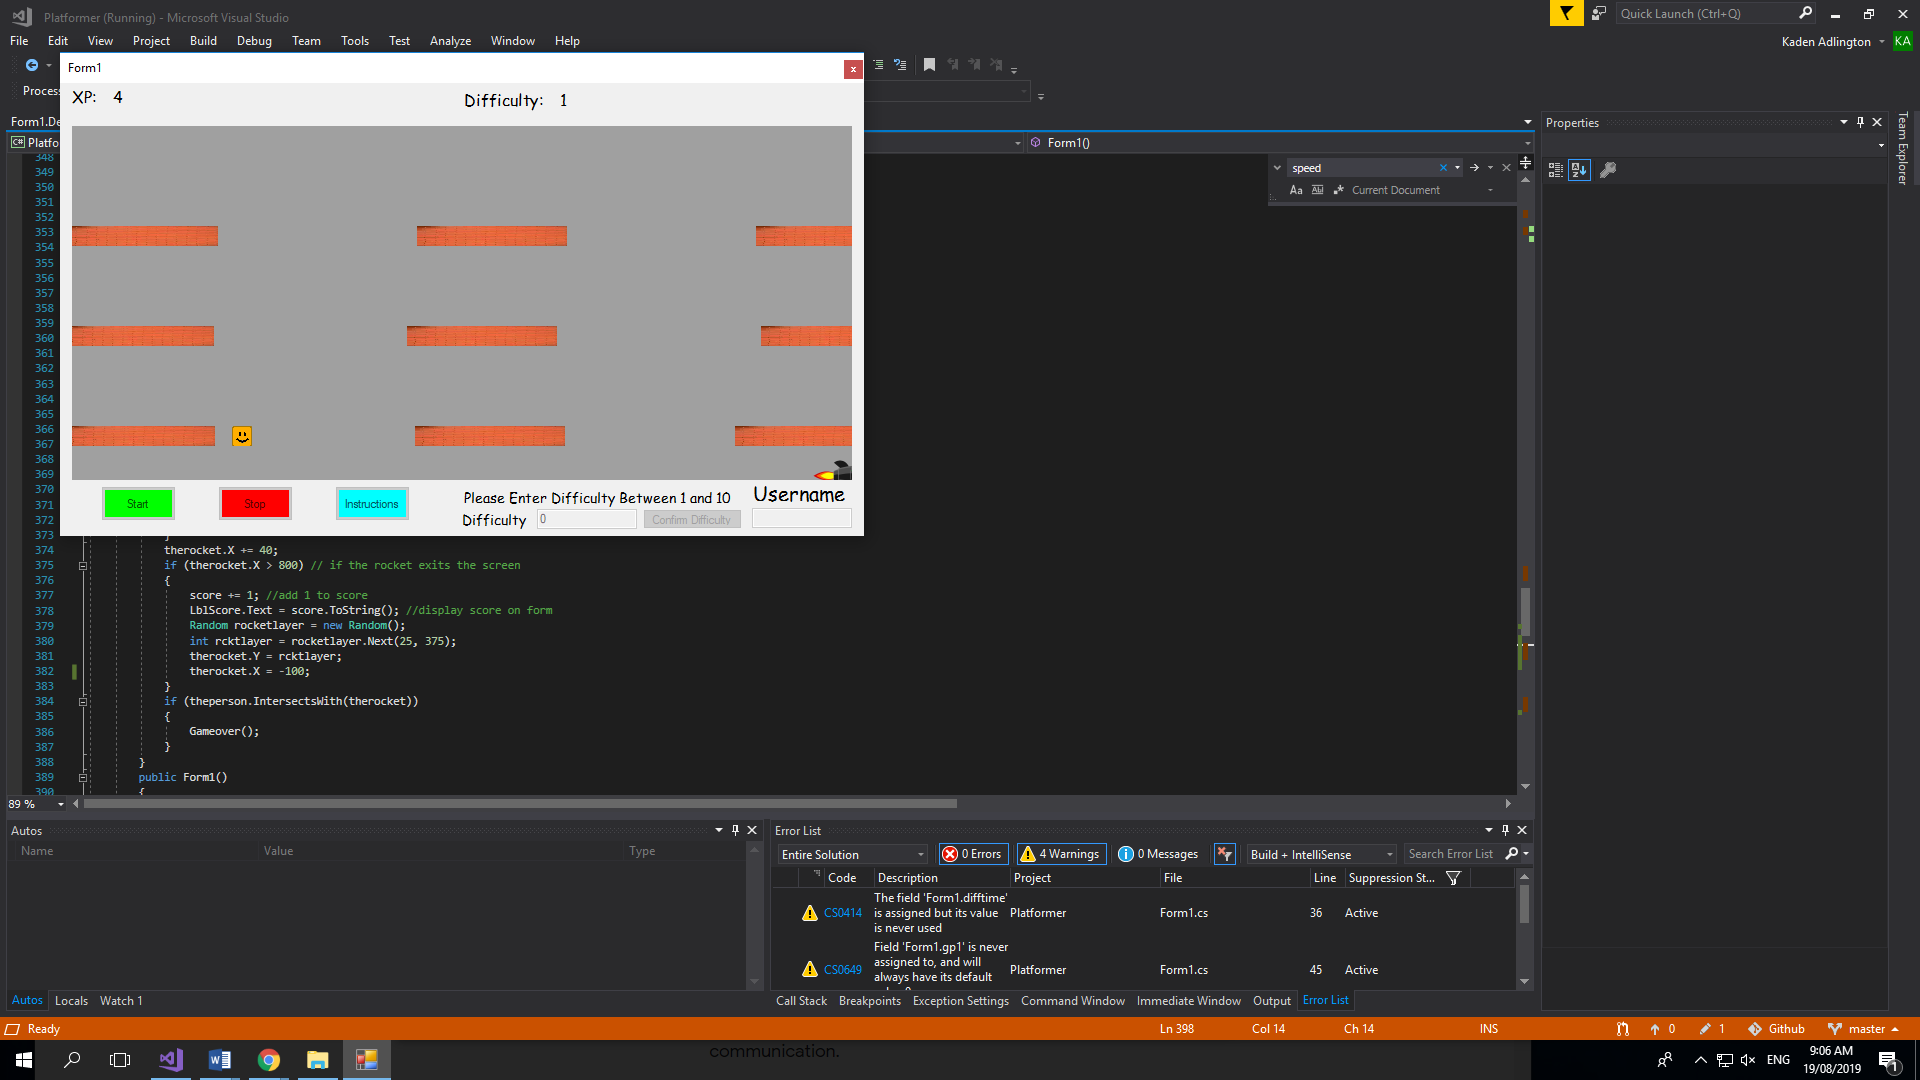 Platformer (Running) - Microsoft Visual Studio
Quick Launch (Ctrl+Q)
File Edit View Project Build Debug Team Tools Test Analyze Window Help
Kaden Adlington KA
Form1
Process
XP: 4
Difficulty: 1
Form1.De
Platfo
Form1()
Properties
Team Explorer
speed
Aa Current Document
348
349
350
351
352
353
354
355
356
357
358
359
360
361
362
363
364
365
366
367
368
369
370
371
372
Start
Stop
Instructions
Please Enter Difficulty Between 1 and 10
Username
Difficulty 0 Confirm Difficulty
373 }
374 therocket.X += 40;
375 if (therocket.X > 800) // if the rocket exits the screen
376 {
377 score += 1; //add 1 to score
378 LblScore.Text = score.ToString(); //display score on form
379 Random rocketlayer = new Random();
380 int rcktlayer = rocketlayer.Next(25, 375);
381 therocket.Y = rcktlayer;
382 therocket.X = -100;
383 }
384 if (theperson.IntersectsWith(therocket))
385 {
386 Gameover();
387 }
388 }
389 public Form1()
390 {
89 %
Autos
Name Value Type
Autos Locals Watch 1
Error List
Entire Solution 0 Errors 4 Warnings 0 Messages Build + IntelliSense Search Error List
Code Description Project File Line Suppression St...
CS0414 The field 'Form1.difftime' is assigned but its value is never used Platformer Form1.cs 36 Active
CS0649 Field 'Form1.gp1' is never assigned to, and will always have its default Platformer Form1.cs 45 Active
Call Stack Breakpoints Exception Settings Command Window Immediate Window Output Error List
Ready
Ln 398 Col 14 Ch 14 INS
0 1 Github master
communication.
ENG
9:06 AM
19/08/2019
1